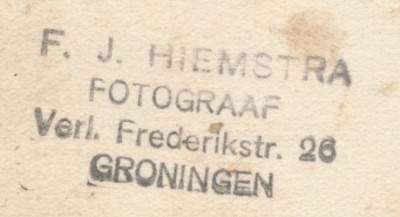 F. J. HIEMSTRA
FOTOGRAAF
Verl. Frederikstr. 26
GRONINGEN